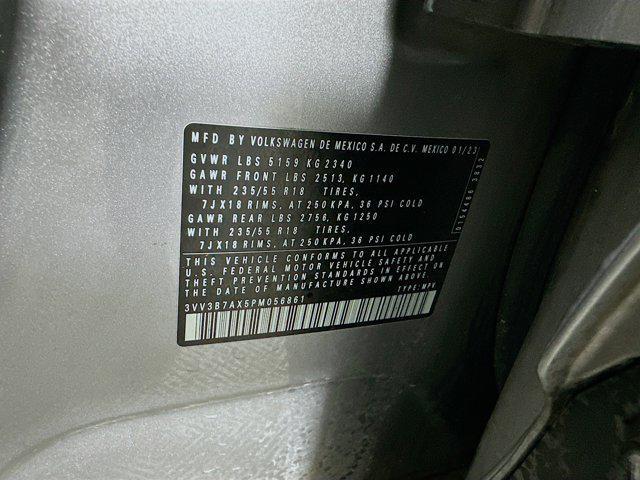 MFD BY VOLKSWAGEN DE MEXICO S.A. DE C.V. MEXICO 01/23
GVWR LBS 5159 KG 2340
GAWR FRONT LBS 2513, KG 1140
WITH 235/55 R18 TIRES,
7JX18 RIMS, AT 250 KPA, 36 PSI COLD
GAWR REAR LBS 2756, KG 1250
WITH 235/55 R18 TIRES,
7JX18 RIMS, AT 250 KPA, 36 PSI COLD
THIS VEHICLE CONFORMS TO ALL APPLICABLE
U.S. FEDERAL MOTOR VEHICLE SAFETY AND
THEFT PREVENTION STANDARDS IN EFFECT ON
THE DATE OF MANUFACTURE SHOWN ABOVE.
3VV3B7AX5PM056861 TYPE: MPV